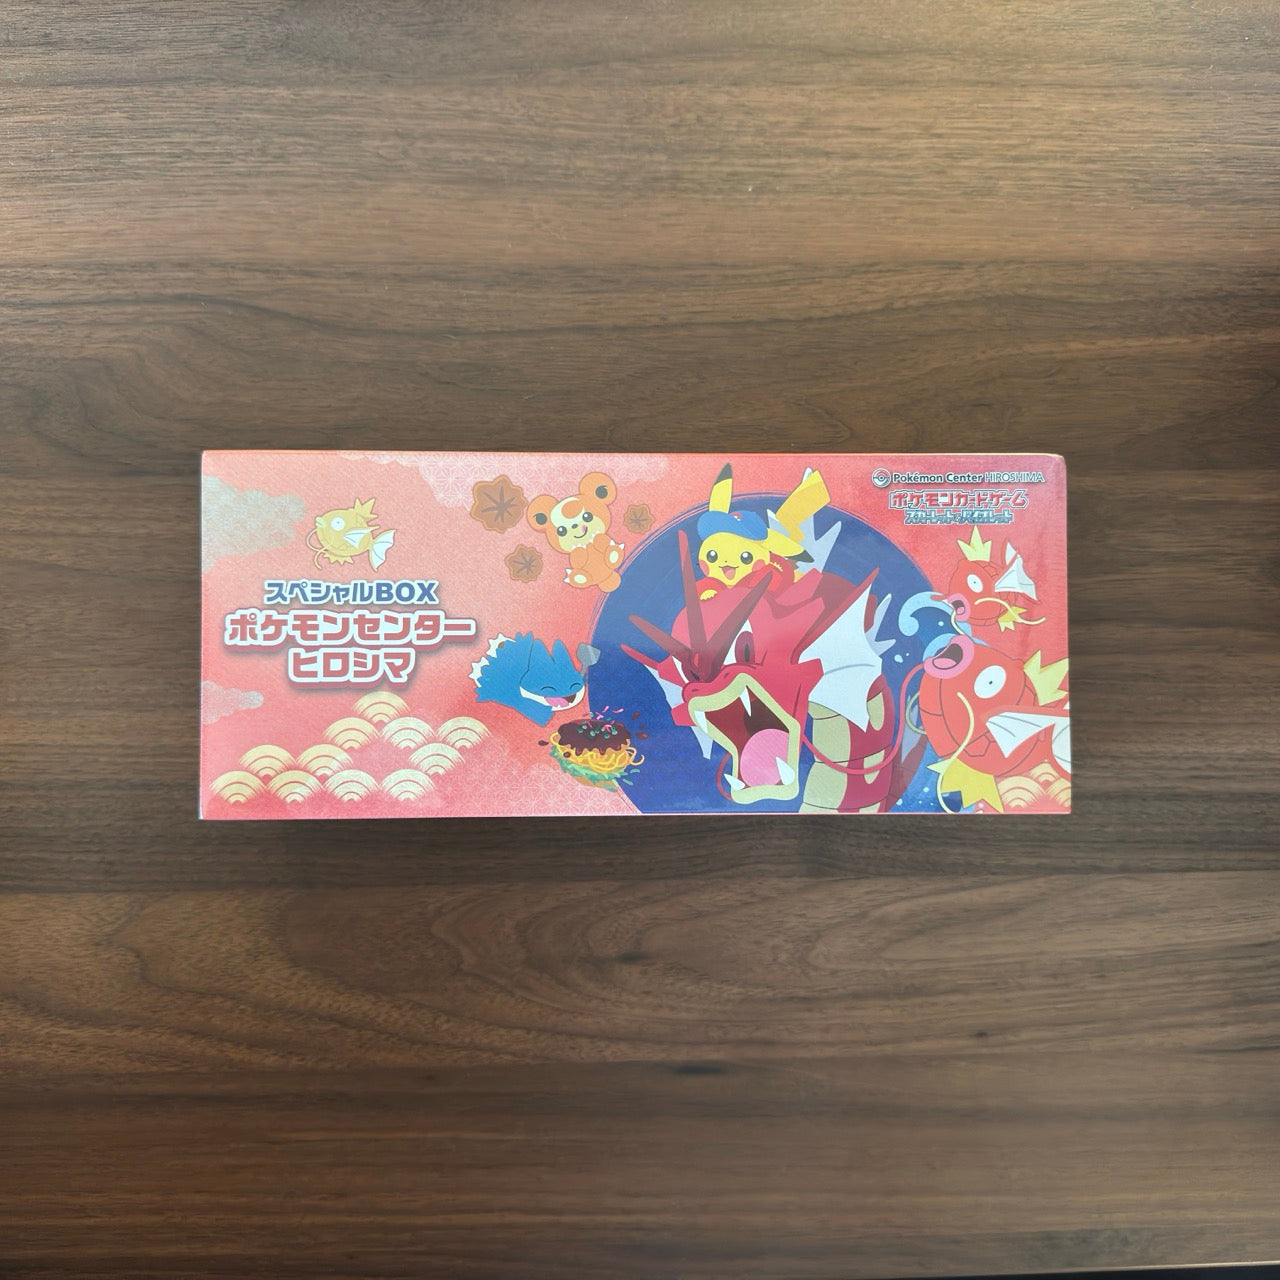 スペシャルBOX
ポケモンセンター
ヒロシマ
Pokémon Center HIROSHIMA
ポケモンカードゲーム
スカーレット&バイオレット